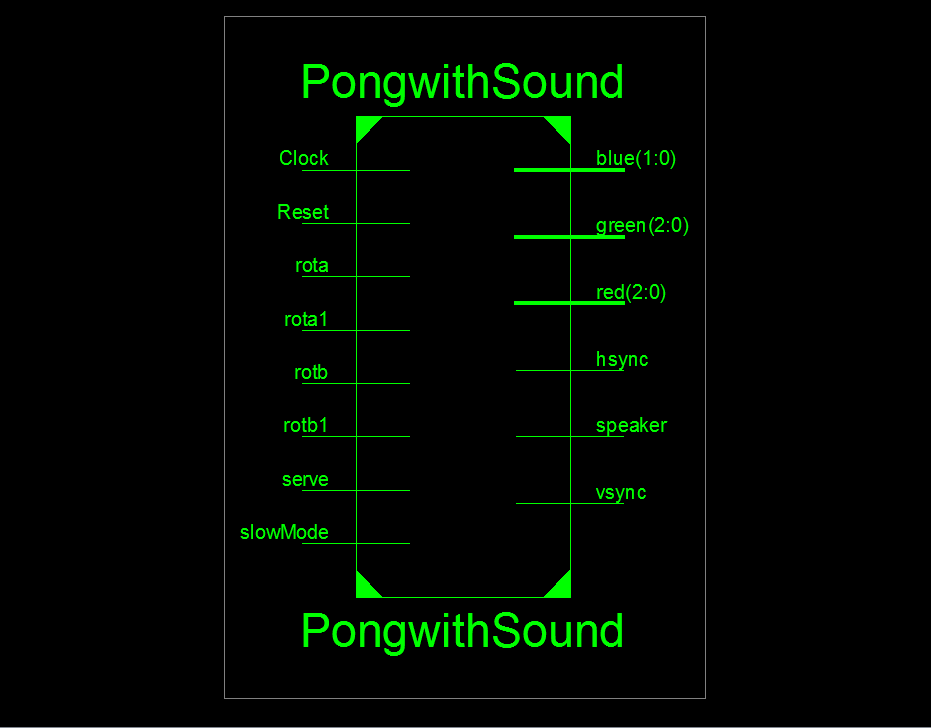 PongwithSound
Clock
Reset
rota
rota1
rotb
rotb1
serve
slowMode
blue(1:0)
green(2:0)
red(2:0)
hsync
speaker
vsync
PongwithSound